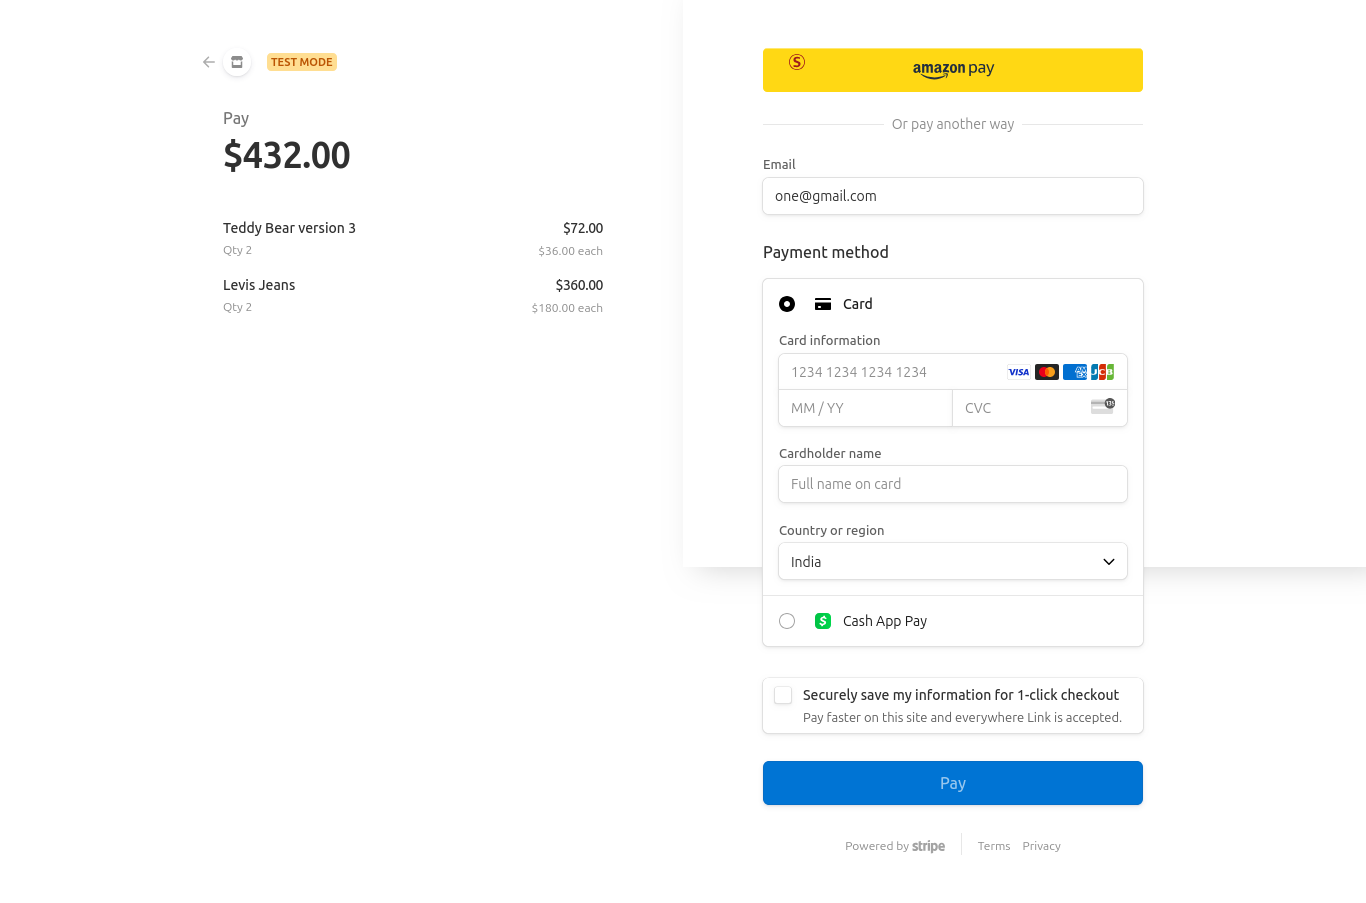 TEST MODE
Pay
$432.00
Teddy Bear version 3 $72.00
Qty 2 $36.00 each
Levis Jeans $360.00
Qty 2 $180.00 each
S amazon pay
Or pay another way
Email
one@gmail.com
Payment method
Card
Card information
1234 1234 1234 1234 VISA AMEX JCB
MM / YY CVC 135
Cardholder name
Full name on card
Country or region
India
$ Cash App Pay
Securely save my information for 1-click checkout
Pay faster on this site and everywhere Link is accepted.
Pay
Powered by stripe Terms Privacy